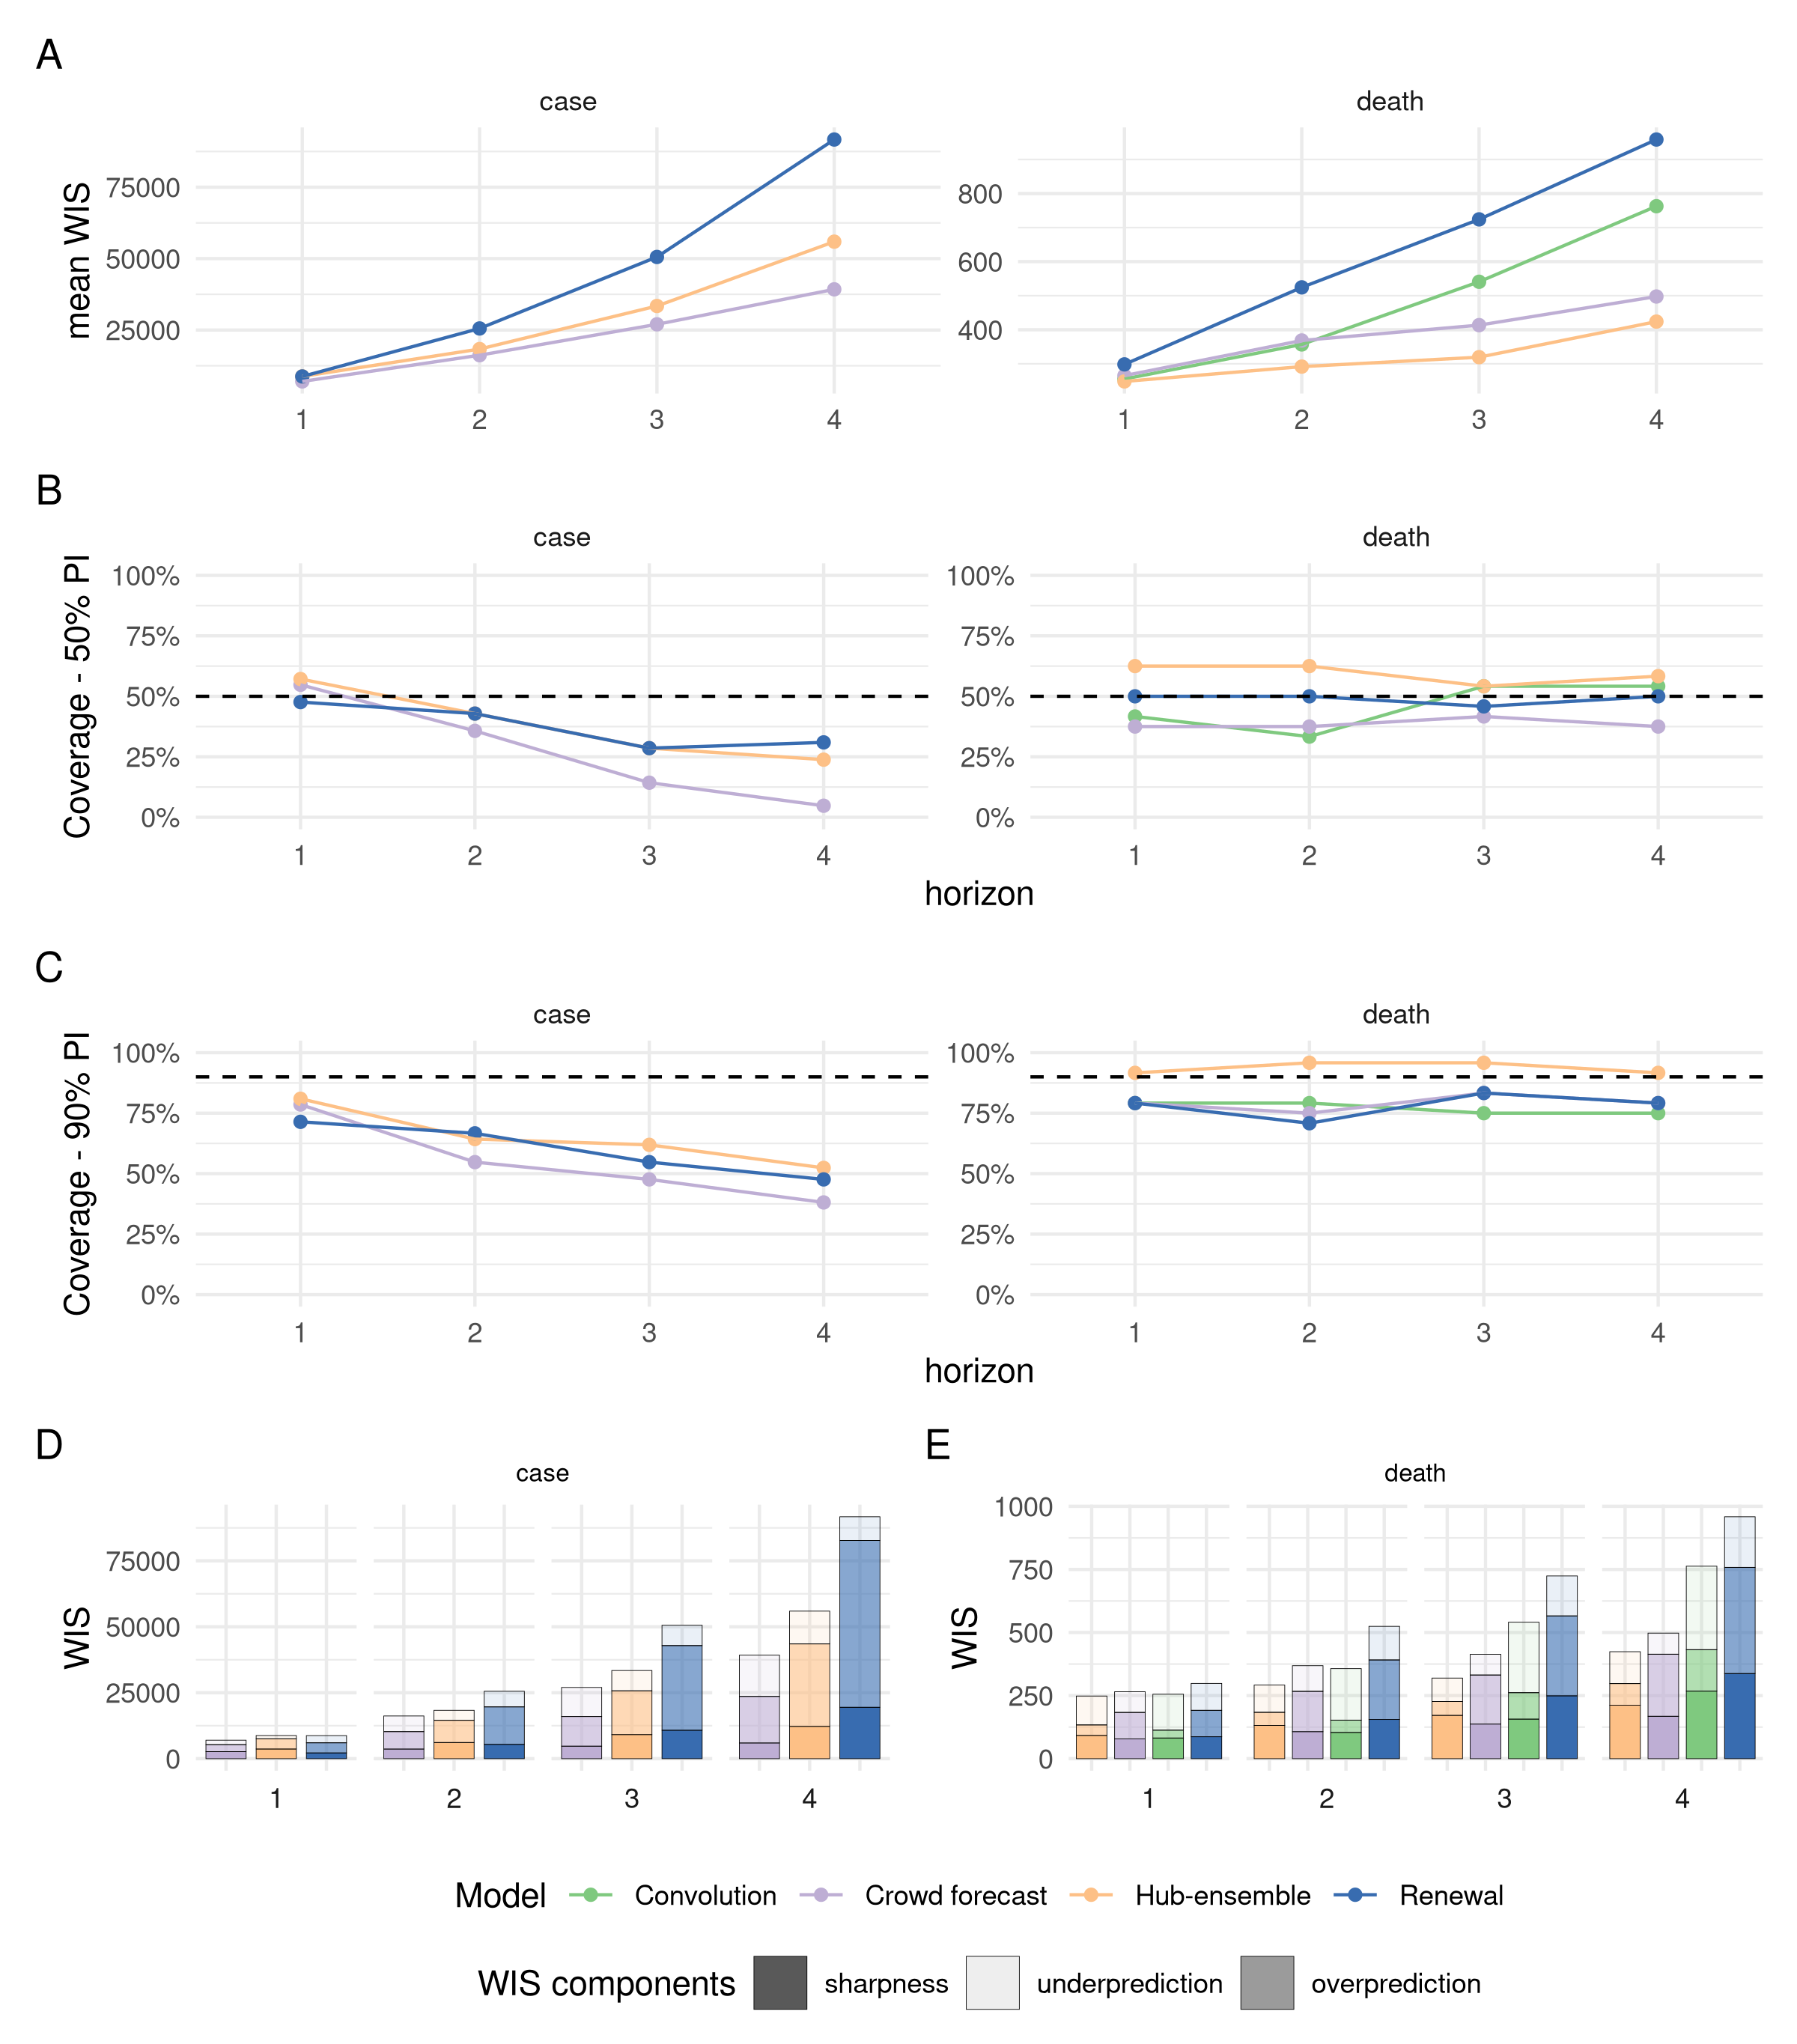 A
case
death
mean WIS
75000
50000
25000
800
600
400
1 2 3 4
1 2 3 4
B
case
death
Coverage - 50% PI
100%
75%
50%
25%
0%
100%
75%
50%
25%
0%
1 2 3 4
1 2 3 4
horizon
C
case
death
Coverage - 90% PI
100%
75%
50%
25%
0%
100%
75%
50%
25%
0%
1 2 3 4
1 2 3 4
horizon
D
case
WIS
75000
50000
25000
0
1 2 3 4
E
death
WIS
1000
750
500
250
0
1 2 3 4
Model Convolution Crowd forecast Hub-ensemble Renewal
WIS components sharpness underprediction overprediction